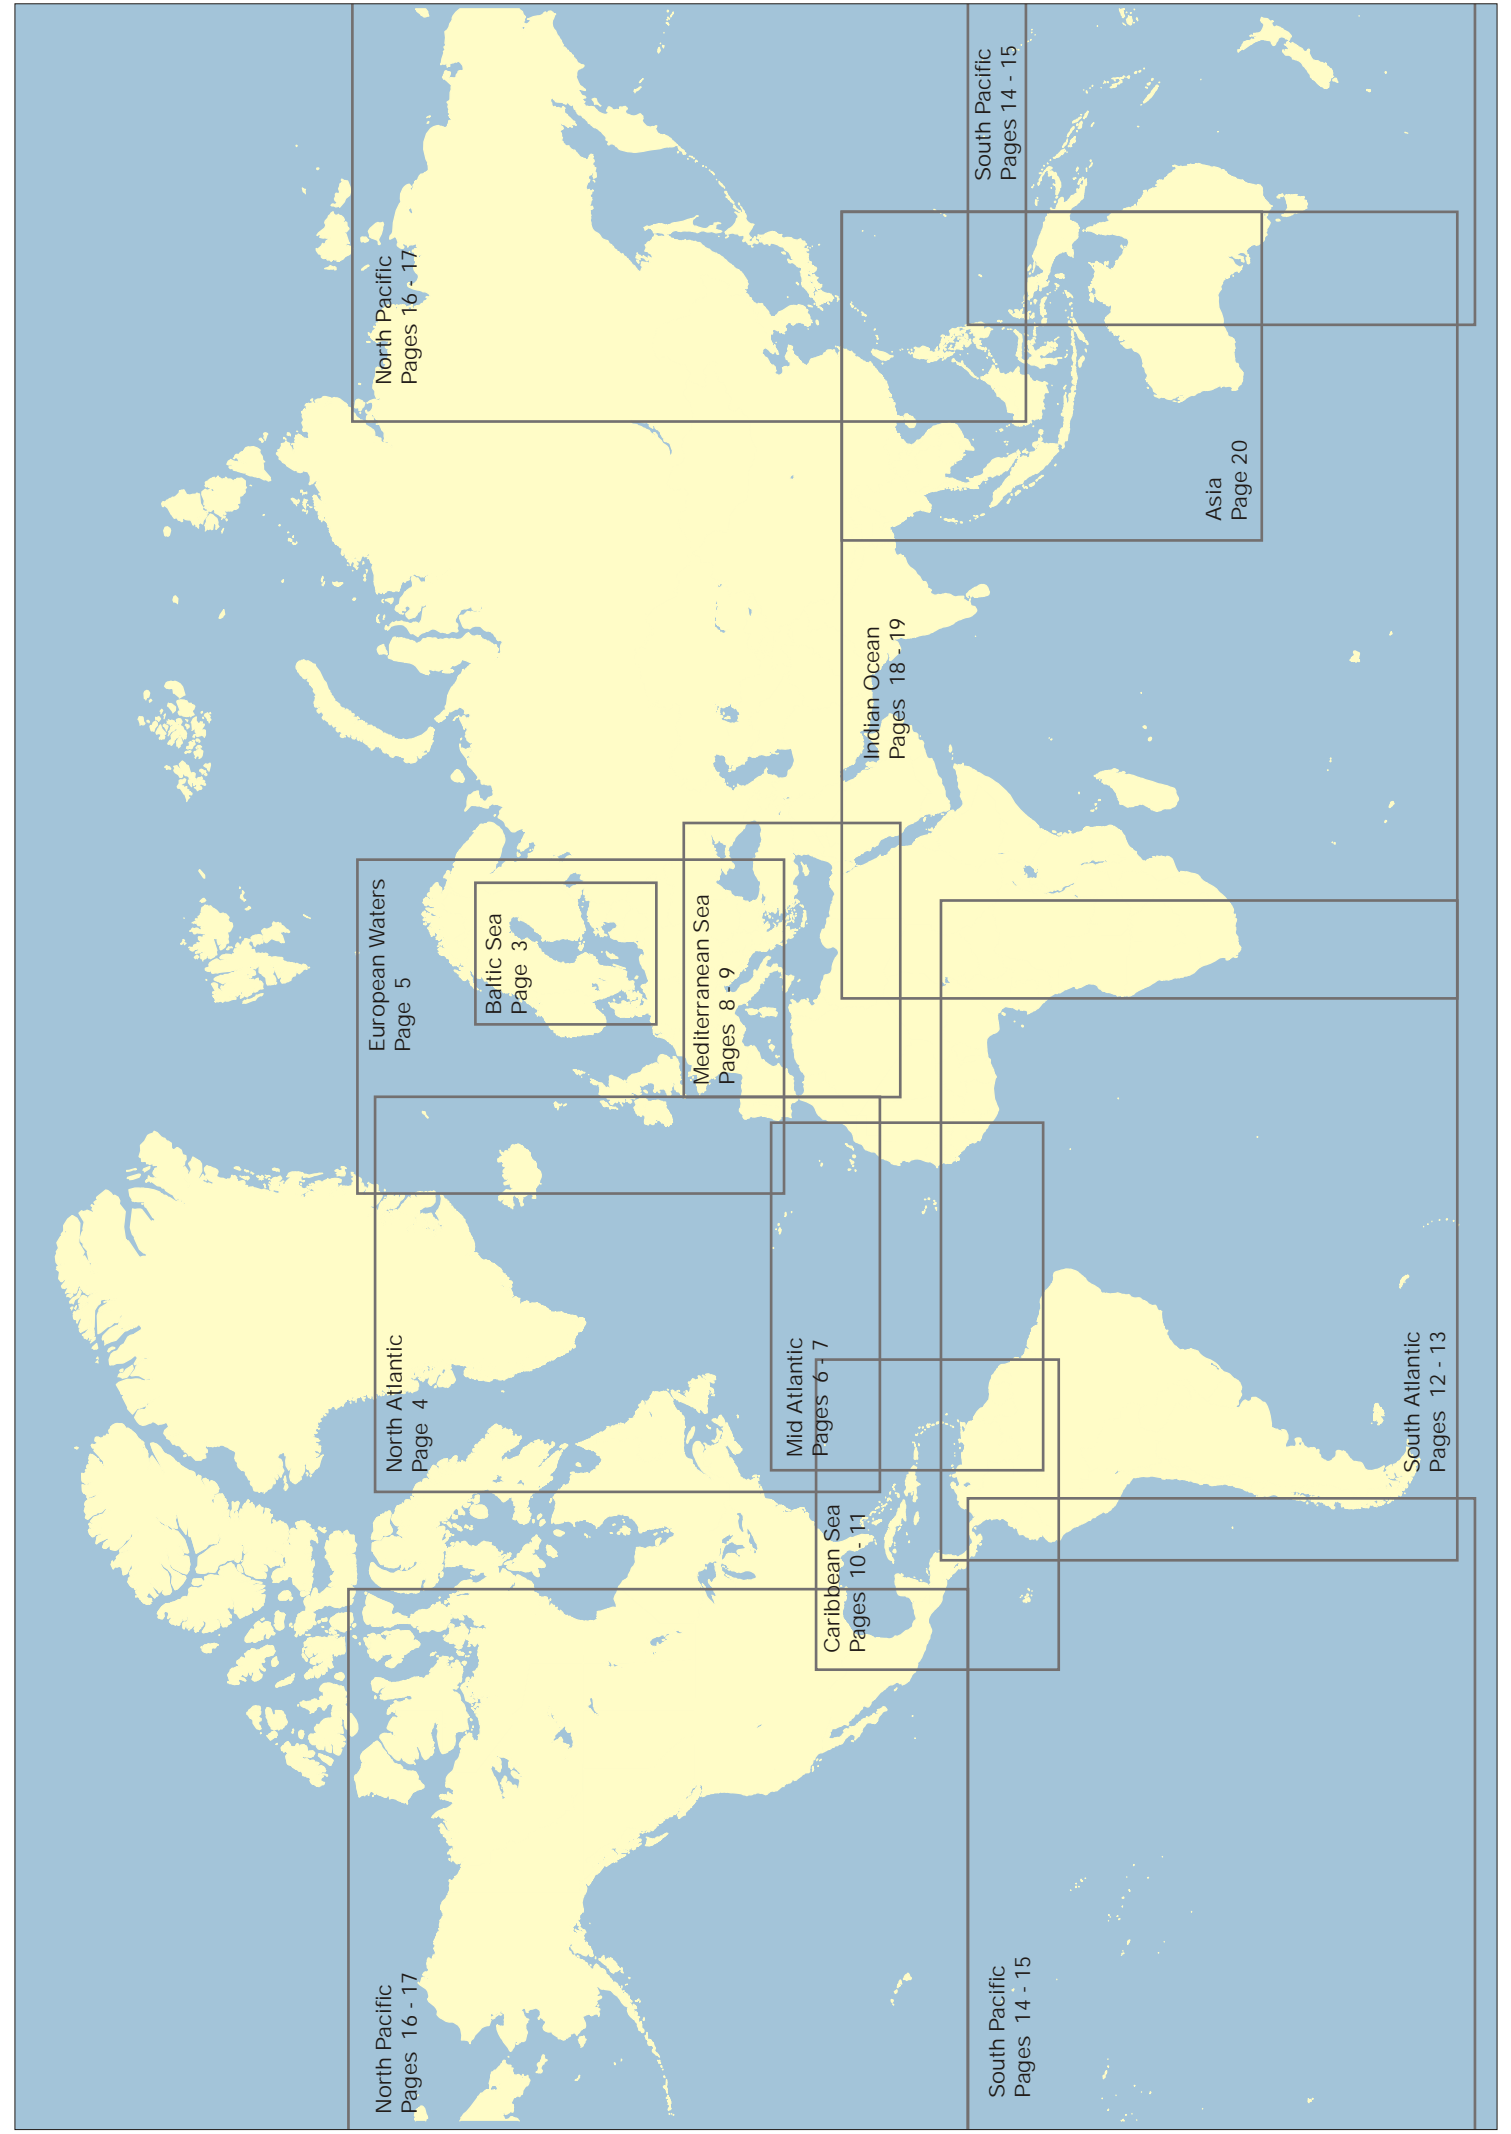 North Pacific
Pages 16 - 17
South Pacific
Pages 14 - 15
North Atlantic
Page 4
European Waters
Page 5
Baltic Sea
Page 3
Mediterranean Sea
Pages 8 - 9
Mid Atlantic
Pages 6 - 7
Caribbean Sea
Pages 10 - 11
South Atlantic
Pages 12 - 13
Indian Ocean
Pages 18 - 19
Asia
Page 20
North Pacific
Pages 16 - 17
South Pacific
Pages 14 - 15